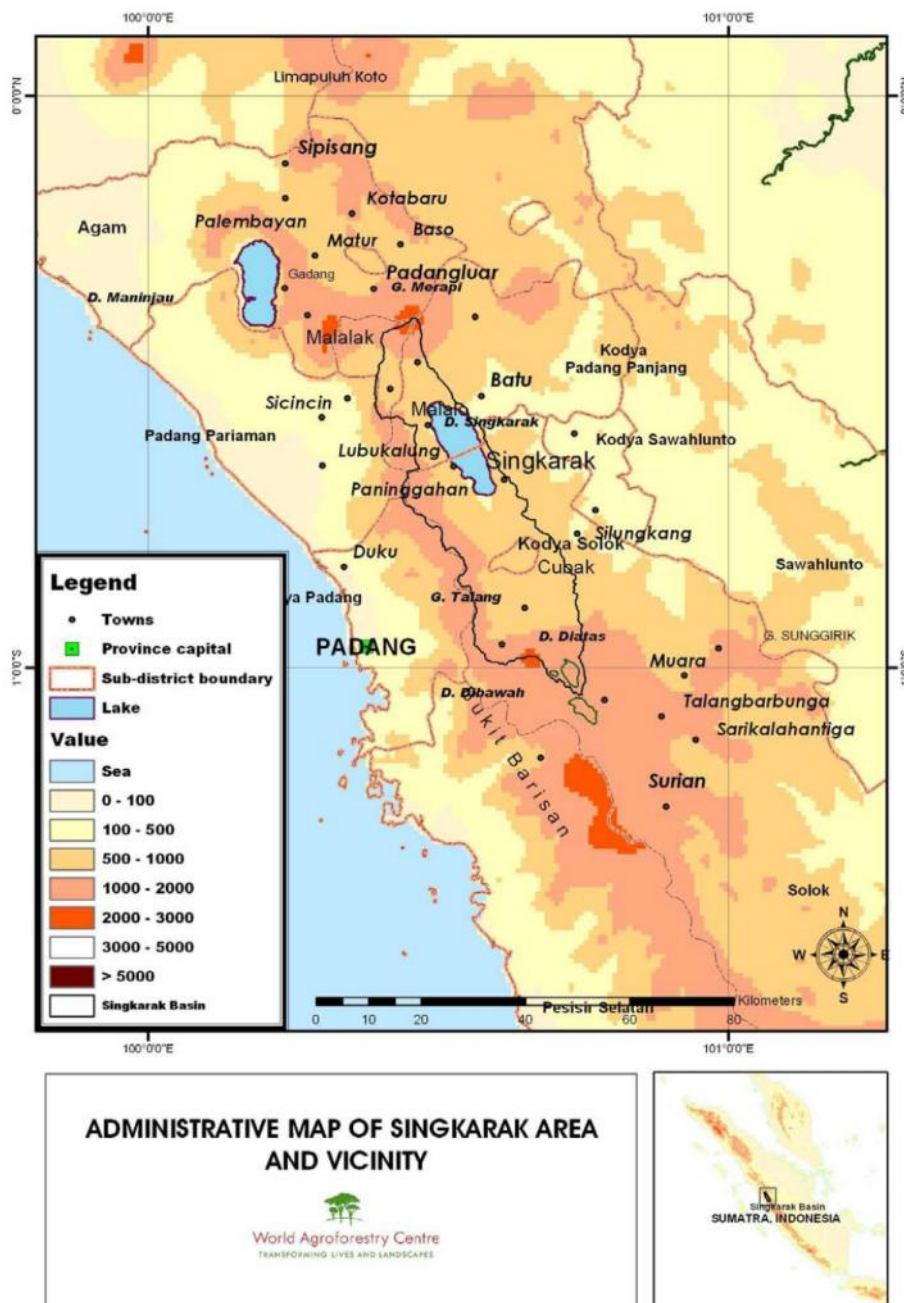 100°0'0"E
101°0'0"E
0°0'0"
0°0'0"
Limapuluh Koto
Sipisang
Kotabaru
Palembayan
Agam
Matur
Baso
Gadang
Padangluar
G. Merapi
D. Maninjau
Malalak
Kodya
Padang Panjang
Batu
Sicincin
Malalo
D. Singkarak
Padang Pariaman
Kodya Sawahlunto
Lubukalung
Singkarak
Paninggahan
Silungkang
Kodya Solok
Duku
Cubak
Sawahlunto
ya Padang
G. Talang
PADANG
D. Diatas
G. SUNGGIRIK
1°0'0"S
Muara
D. Dibawah
Talangbarbunga
Bukit Barisan
Sarikalahantiga
Surian
Solok
N
W E
S
Kilometers
Pesisir Selatan
0 10 20 40 60 80
Legend
Towns
Province capital
Sub-district boundary
Lake
Value
Sea
0 - 100
100 - 500
500 - 1000
1000 - 2000
2000 - 3000
3000 - 5000
> 5000
Singkarak Basin
100°0'0"E
101°0'0"E
ADMINISTRATIVE MAP OF SINGKARAK AREA
AND VICINITY
World Agroforestry Centre
TRANSFORMING LIVES AND LANDSCAPES
Singkarak Basin
SUMATRA, INDONESIA